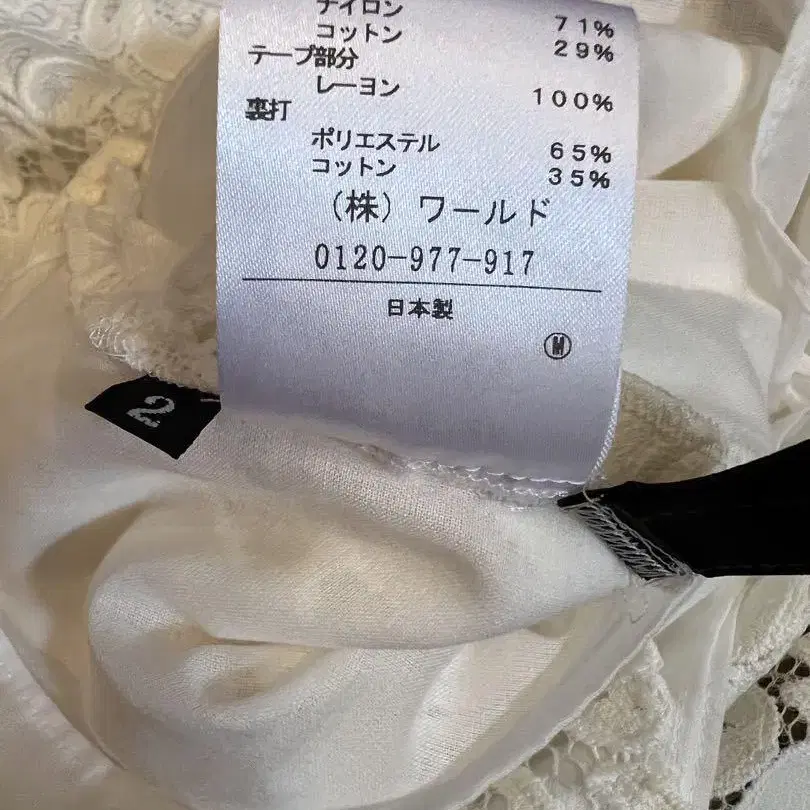 ナイロン 71%
コットン 29%
テープ部分
レーヨン 100%
裏打
ポリエステル 65%
コットン 35%
(株)ワールド
0120-977-917
日本製
Ⓜ
2